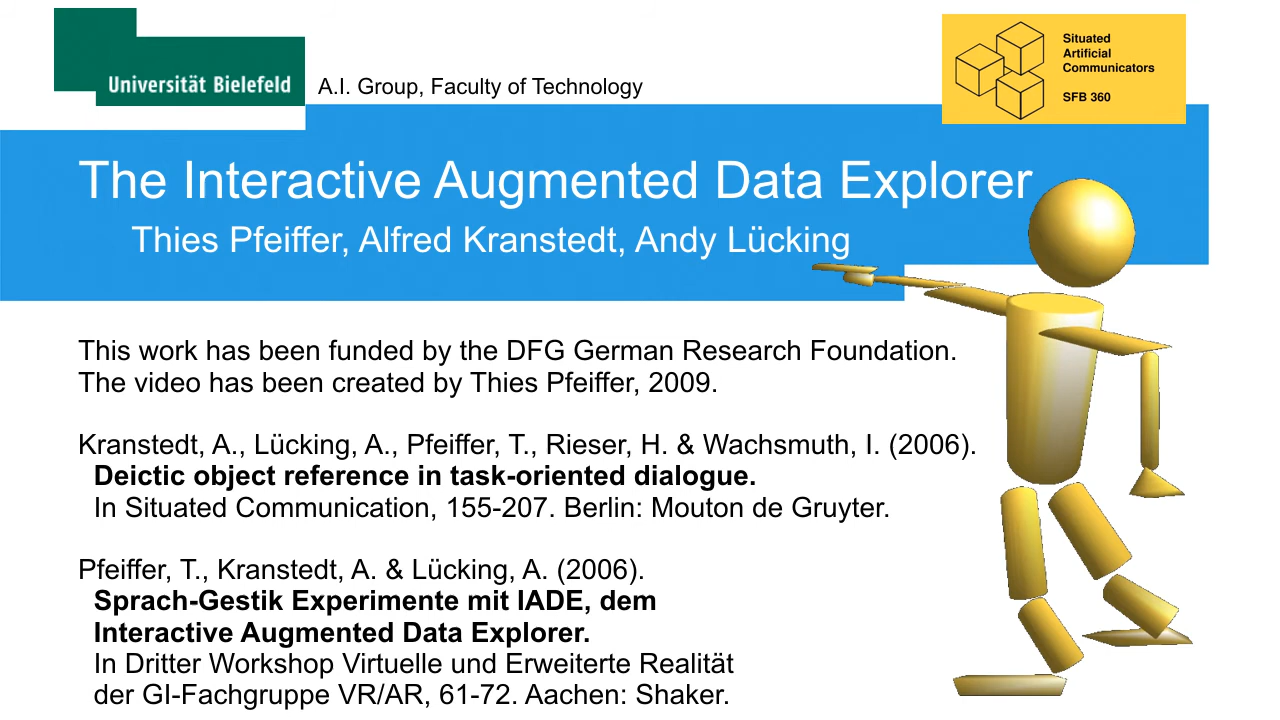 Universität Bielefeld
A.I. Group, Faculty of Technology
Situated
Artificial
Communicators
SFB 360
The Interactive Augmented Data Explorer
Thies Pfeiffer, Alfred Kranstedt, Andy Lücking
This work has been funded by the DFG German Research Foundation.
The video has been created by Thies Pfeiffer, 2009.
Kranstedt, A., Lücking, A., Pfeiffer, T., Rieser, H. & Wachsmuth, I. (2006).
Deictic object reference in task-oriented dialogue.
In Situated Communication, 155-207. Berlin: Mouton de Gruyter.
Pfeiffer, T., Kranstedt, A. & Lücking, A. (2006).
Sprach-Gestik Experimente mit IADE, dem
Interactive Augmented Data Explorer.
In Dritter Workshop Virtuelle und Erweiterte Realität
der GI-Fachgruppe VR/AR, 61-72. Aachen: Shaker.